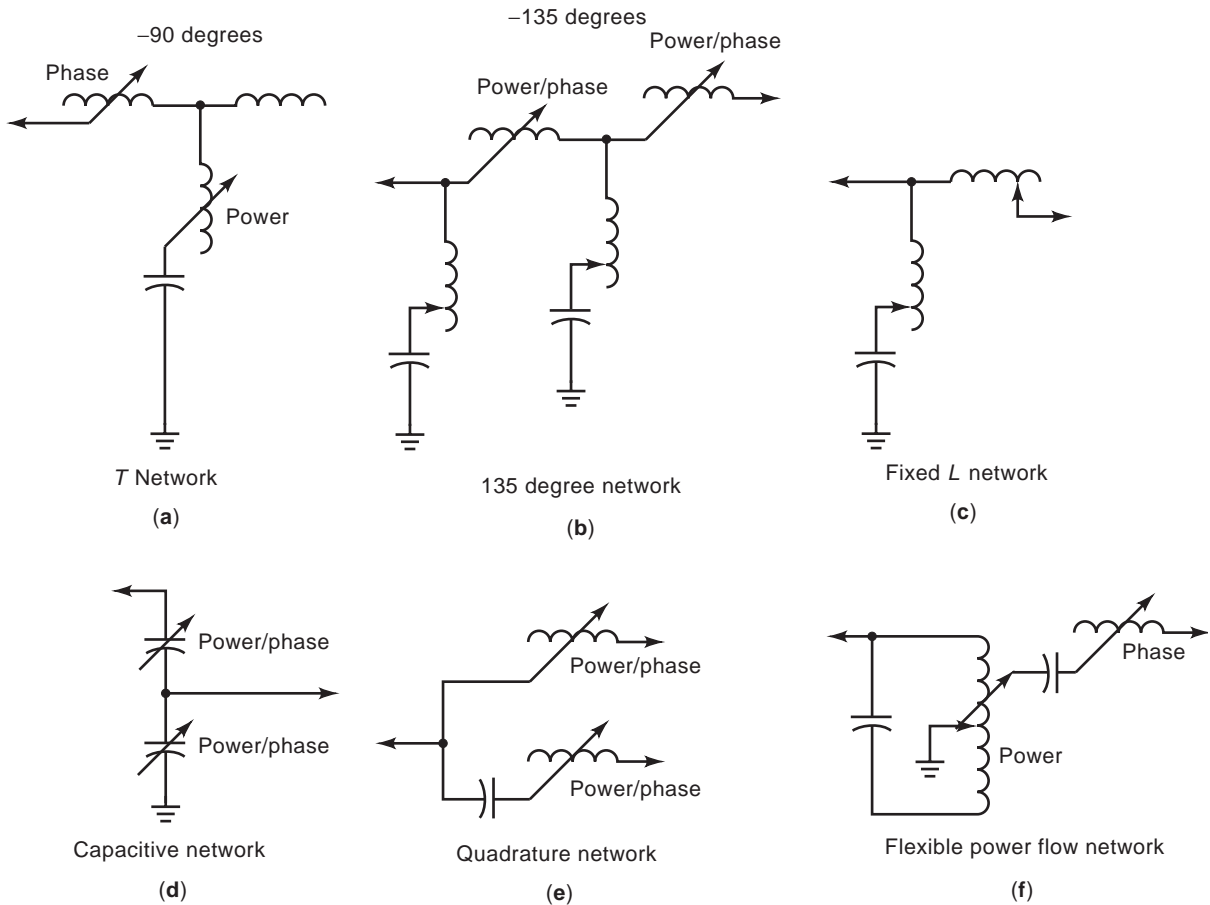 −90 degrees
Phase
Power
T Network
(a)
−135 degrees
Power/phase
Power/phase
135 degree network
(b)
Fixed L network
(c)
Power/phase
Power/phase
Capacitive network
(d)
Power/phase
Power/phase
Quadrature network
(e)
Phase
Power
Flexible power flow network
(f)